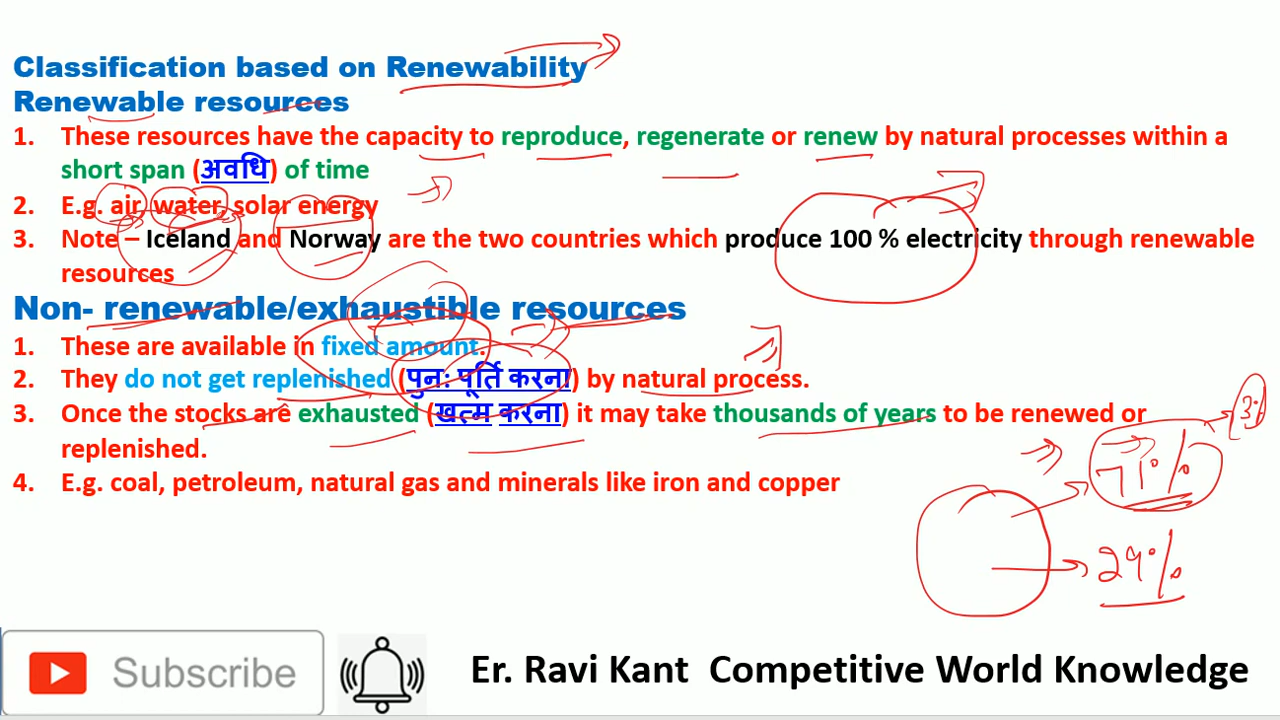 Classification based on Renewability
Renewable resources
1. These resources have the capacity to reproduce, regenerate or renew by natural processes within a
short span (अवधि) of time
2. E.g. air, water, solar energy
3. Note – Iceland and Norway are the two countries which produce 100 % electricity through renewable
resources
Non- renewable/exhaustible resources
1. These are available in fixed amount.
2. They do not get replenished (पुनः पूर्ति करना) by natural process.
3. Once the stocks are exhausted (खत्म करना) it may take thousands of years to be renewed or
replenished.
4. E.g. coal, petroleum, natural gas and minerals like iron and copper
3%
71%
29%
Subscribe
Er. Ravi Kant Competitive World Knowledge